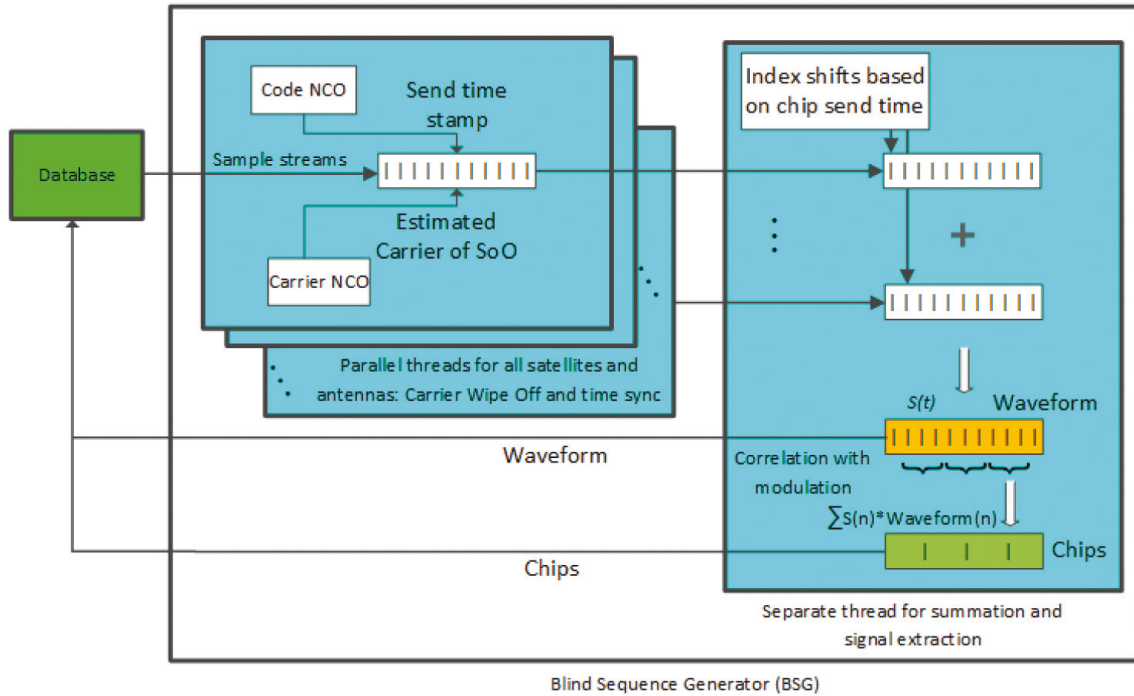 Code NCO
Send time
stamp
Index shifts based
on chip send time
Database
Sample streams
Estimated
Carrier of SoO
Carrier NCO
+
Parallel threads for all satellites and
antennas: Carrier Wipe Off and time sync
S(t)
Waveform
Waveform
Correlation with
modulation
∑S(n)*Waveform(n)
Chips
Chips
Separate thread for summation and
signal extraction
Blind Sequence Generator (BSG)